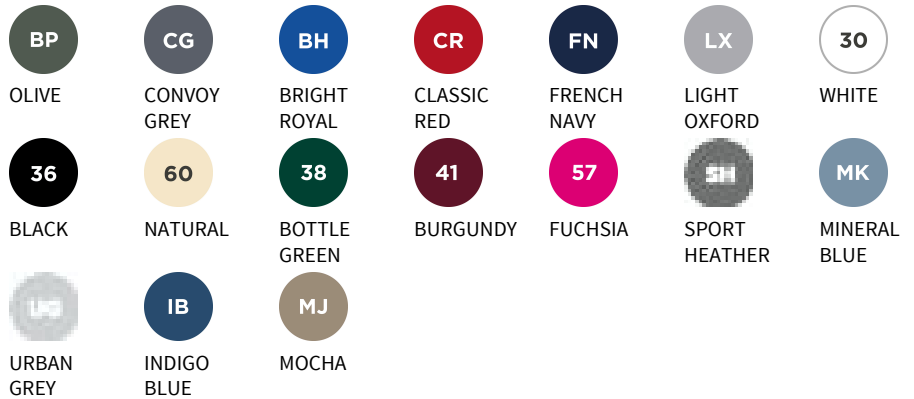 BP CG BH CR FN LX 30
OLIVE CONVOY BRIGHT CLASSIC FRENCH LIGHT WHITE
GREY ROYAL RED NAVY OXFORD
36 60 38 41 57 SH MK
BLACK NATURAL BOTTLE BURGUNDY FUCHSIA SPORT MINERAL
GREEN HEATHER BLUE
IB MJ
URBAN INDIGO MOCHA
GREY BLUE